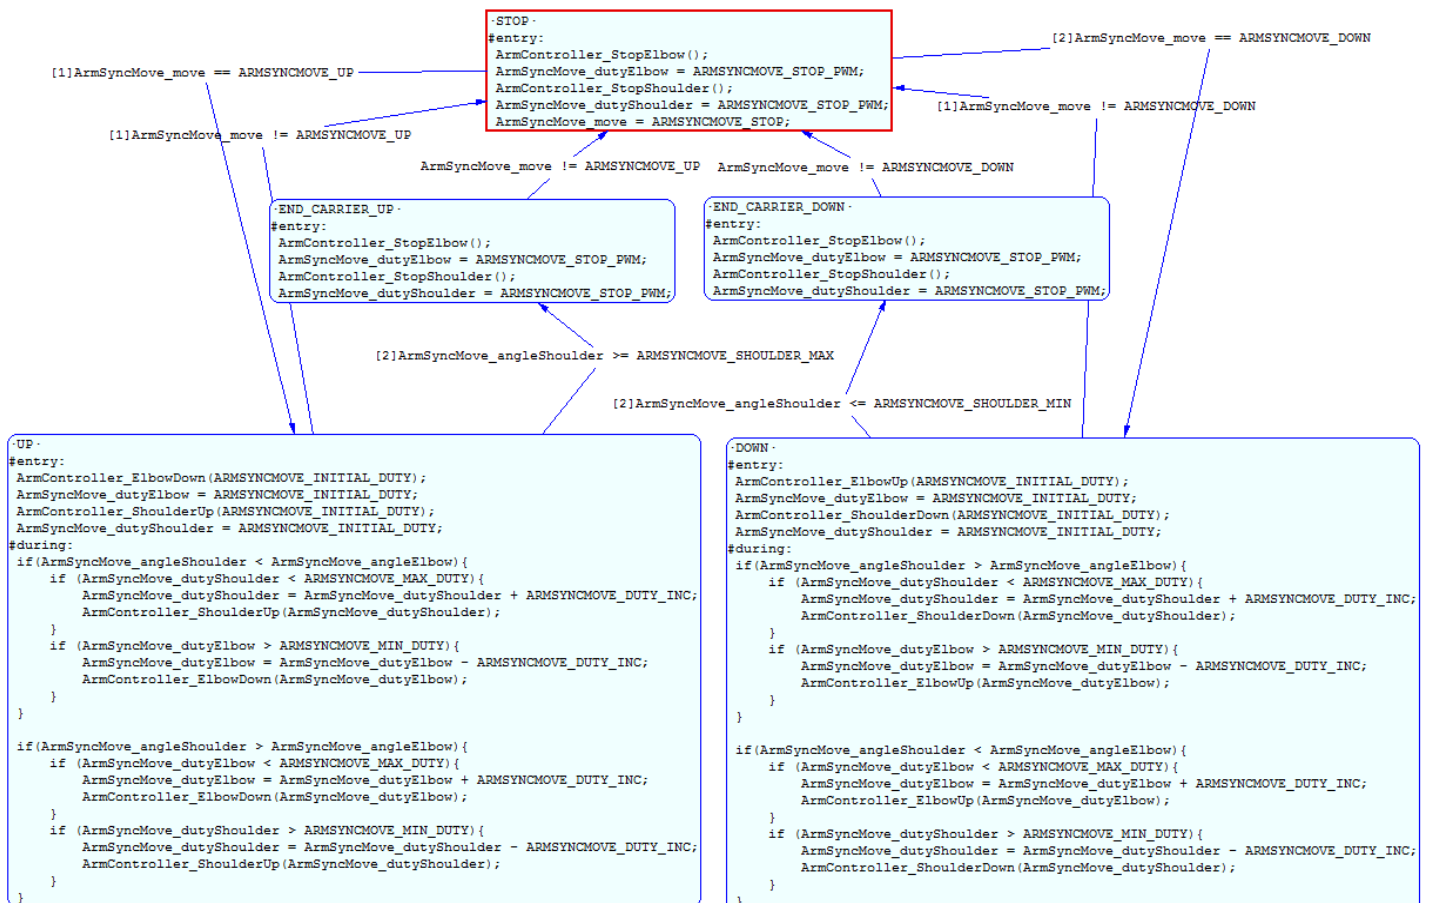 ·STOP·
#entry:
ArmController_StopElbow();
ArmSyncMove_dutyElbow = ARMSYNCMOVE_STOP_PWM;
ArmController_StopShoulder();
ArmSyncMove_dutyShoulder = ARMSYNCMOVE_STOP_PWM;
ArmSyncMove_move = ARMSYNCMOVE_STOP;
[1]ArmSyncMove_move == ARMSYNCMOVE_UP
[2]ArmSyncMove_move == ARMSYNCMOVE_DOWN
[1]ArmSyncMove_move != ARMSYNCMOVE_UP
[1]ArmSyncMove_move != ARMSYNCMOVE_DOWN
ArmSyncMove_move != ARMSYNCMOVE_UP
ArmSyncMove_move != ARMSYNCMOVE_DOWN
·END_CARRIER_UP·
#entry:
ArmController_StopElbow();
ArmSyncMove_dutyElbow = ARMSYNCMOVE_STOP_PWM;
ArmController_StopShoulder();
ArmSyncMove_dutyShoulder = ARMSYNCMOVE_STOP_PWM;
·END_CARRIER_DOWN·
#entry:
ArmController_StopElbow();
ArmSyncMove_dutyElbow = ARMSYNCMOVE_STOP_PWM;
ArmController_StopShoulder();
ArmSyncMove_dutyShoulder = ARMSYNCMOVE_STOP_PWM;
[2]ArmSyncMove_angleShoulder >= ARMSYNCMOVE_SHOULDER_MAX
[2]ArmSyncMove_angleShoulder <= ARMSYNCMOVE_SHOULDER_MIN
·UP·
#entry:
ArmController_ElbowDown(ARMSYNCMOVE_INITIAL_DUTY);
ArmSyncMove_dutyElbow = ARMSYNCMOVE_INITIAL_DUTY;
ArmController_ShoulderUp(ARMSYNCMOVE_INITIAL_DUTY);
ArmSyncMove_dutyShoulder = ARMSYNCMOVE_INITIAL_DUTY;
#during:
if(ArmSyncMove_angleShoulder < ArmSyncMove_angleElbow){
if (ArmSyncMove_dutyShoulder < ARMSYNCMOVE_MAX_DUTY){
ArmSyncMove_dutyShoulder = ArmSyncMove_dutyShoulder + ARMSYNCMOVE_DUTY_INC;
ArmController_ShoulderUp(ArmSyncMove_dutyShoulder);
}
if (ArmSyncMove_dutyElbow > ARMSYNCMOVE_MIN_DUTY){
ArmSyncMove_dutyElbow = ArmSyncMove_dutyElbow - ARMSYNCMOVE_DUTY_INC;
ArmController_ElbowDown(ArmSyncMove_dutyElbow);
}
}
if(ArmSyncMove_angleShoulder > ArmSyncMove_angleElbow){
if (ArmSyncMove_dutyElbow < ARMSYNCMOVE_MAX_DUTY){
ArmSyncMove_dutyElbow = ArmSyncMove_dutyElbow + ARMSYNCMOVE_DUTY_INC;
ArmController_ElbowDown(ArmSyncMove_dutyElbow);
}
if (ArmSyncMove_dutyShoulder > ARMSYNCMOVE_MIN_DUTY){
ArmSyncMove_dutyShoulder = ArmSyncMove_dutyShoulder - ARMSYNCMOVE_DUTY_INC;
ArmController_ShoulderUp(ArmSyncMove_dutyShoulder);
}
}
·DOWN·
#entry:
ArmController_ElbowUp(ARMSYNCMOVE_INITIAL_DUTY);
ArmSyncMove_dutyElbow = ARMSYNCMOVE_INITIAL_DUTY;
ArmController_ShoulderDown(ARMSYNCMOVE_INITIAL_DUTY);
ArmSyncMove_dutyShoulder = ARMSYNCMOVE_INITIAL_DUTY;
#during:
if(ArmSyncMove_angleShoulder > ArmSyncMove_angleElbow){
if (ArmSyncMove_dutyShoulder < ARMSYNCMOVE_MAX_DUTY){
ArmSyncMove_dutyShoulder = ArmSyncMove_dutyShoulder + ARMSYNCMOVE_DUTY_INC;
ArmController_ShoulderDown(ArmSyncMove_dutyShoulder);
}
if (ArmSyncMove_dutyElbow > ARMSYNCMOVE_MIN_DUTY){
ArmSyncMove_dutyElbow = ArmSyncMove_dutyElbow - ARMSYNCMOVE_DUTY_INC;
ArmController_ElbowUp(ArmSyncMove_dutyElbow);
}
}
if(ArmSyncMove_angleShoulder < ArmSyncMove_angleElbow){
if (ArmSyncMove_dutyElbow < ARMSYNCMOVE_MAX_DUTY){
ArmSyncMove_dutyElbow = ArmSyncMove_dutyElbow + ARMSYNCMOVE_DUTY_INC;
ArmController_ElbowUp(ArmSyncMove_dutyElbow);
}
if (ArmSyncMove_dutyShoulder > ARMSYNCMOVE_MIN_DUTY){
ArmSyncMove_dutyShoulder = ArmSyncMove_dutyShoulder - ARMSYNCMOVE_DUTY_INC;
ArmController_ShoulderDown(ArmSyncMove_dutyShoulder);
}
}